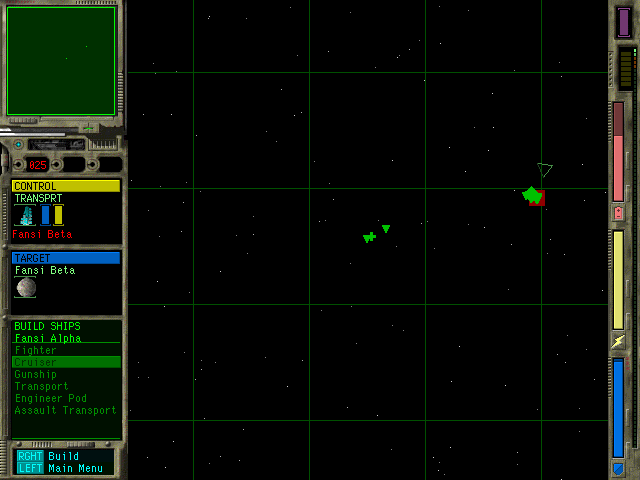 025
CONTROL
TRANSPRT
Fansi Beta
TARGET
Fansi Beta
BUILD SHIPS
Fansi Alpha
Fighter
Cruiser
Gunship
Transport
Engineer Pod
Assault Transport
RGHT Build
LEFT Main Menu